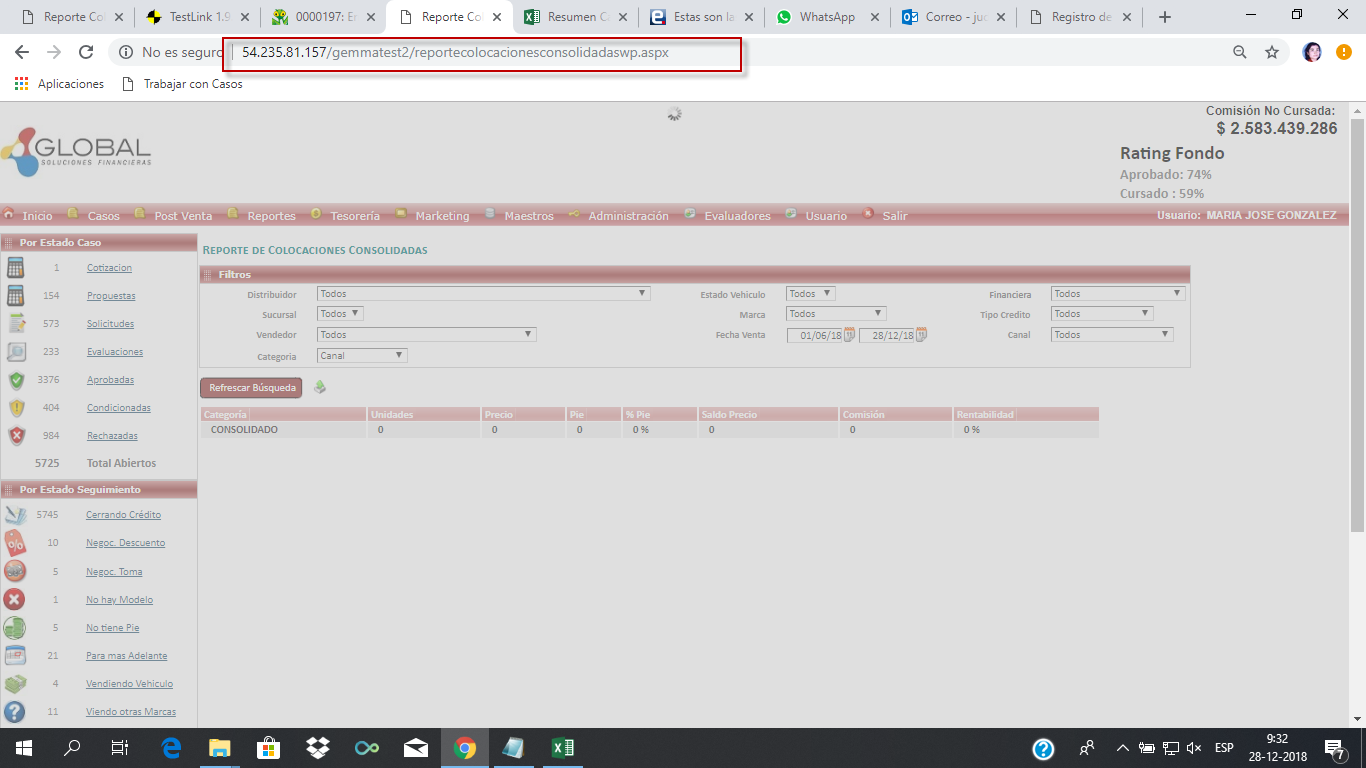 Reporte Col
TestLink 1.9
0000197: Er
Reporte Col
Resumen C
Estas son la
WhatsApp
Correo - juc
Registro de
No es seguro | 54.235.81.157/gemmatest2/reportecolocacionesconsolidadaswp.aspx
Aplicaciones Trabajar con Casos
GLOBAL
SOLUCIONES FINANCIERAS
Comisión No Cursada:
$ 2.583.439.286
Rating Fondo
Aprobado: 74%
Cursado : 59%
Inicio Casos Post Venta Reportes Tesorería Marketing Maestros Administración Evaluadores Usuario Salir Usuario: MARIA JOSE GONZALEZ
Por Estado Caso
1 Cotizacion
154 Propuestas
573 Solicitudes
233 Evaluaciones
3376 Aprobadas
404 Condicionadas
984 Rechazadas
5725 Total Abiertos
Por Estado Seguimiento
5745 Cerrando Crédito
10 Negoc. Descuento
5 Negoc. Toma
1 No hay Modelo
5 No tiene Pie
21 Para mas Adelante
4 Vendiendo Vehiculo
11 Viendo otras Marcas
REPORTE DE COLOCACIONES CONSOLIDADAS
Filtros
Distribuidor Todos Estado Vehiculo Todos Financiera Todos
Sucursal Todos Marca Todos Tipo Credito Todos
Vendedor Todos Fecha Venta 01/06/18 28/12/18 Canal Todos
Categoria Canal
Refrescar Búsqueda
Categoría Unidades Precio Pie % Pie Saldo Precio Comisión Rentabilidad
CONSOLIDADO 0 0 0 0 % 0 0 0 %
ESP
9:32
28-12-2018
7